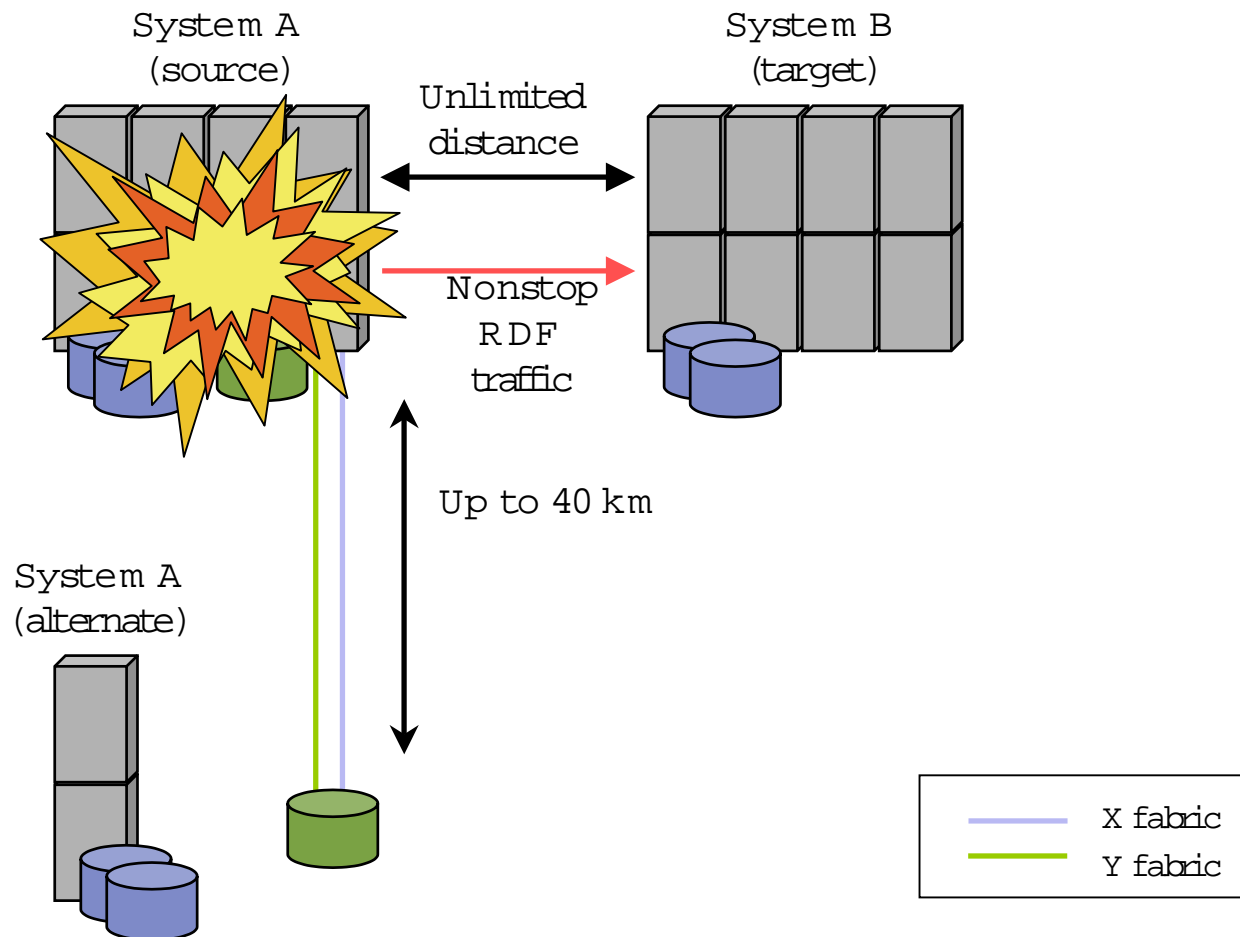 System A
(source)
System B
(target)
Unlimited
distance
Nonstop
RDF
traffic
Up to 40 km
System A
(alternate)
X fabric
Y fabric